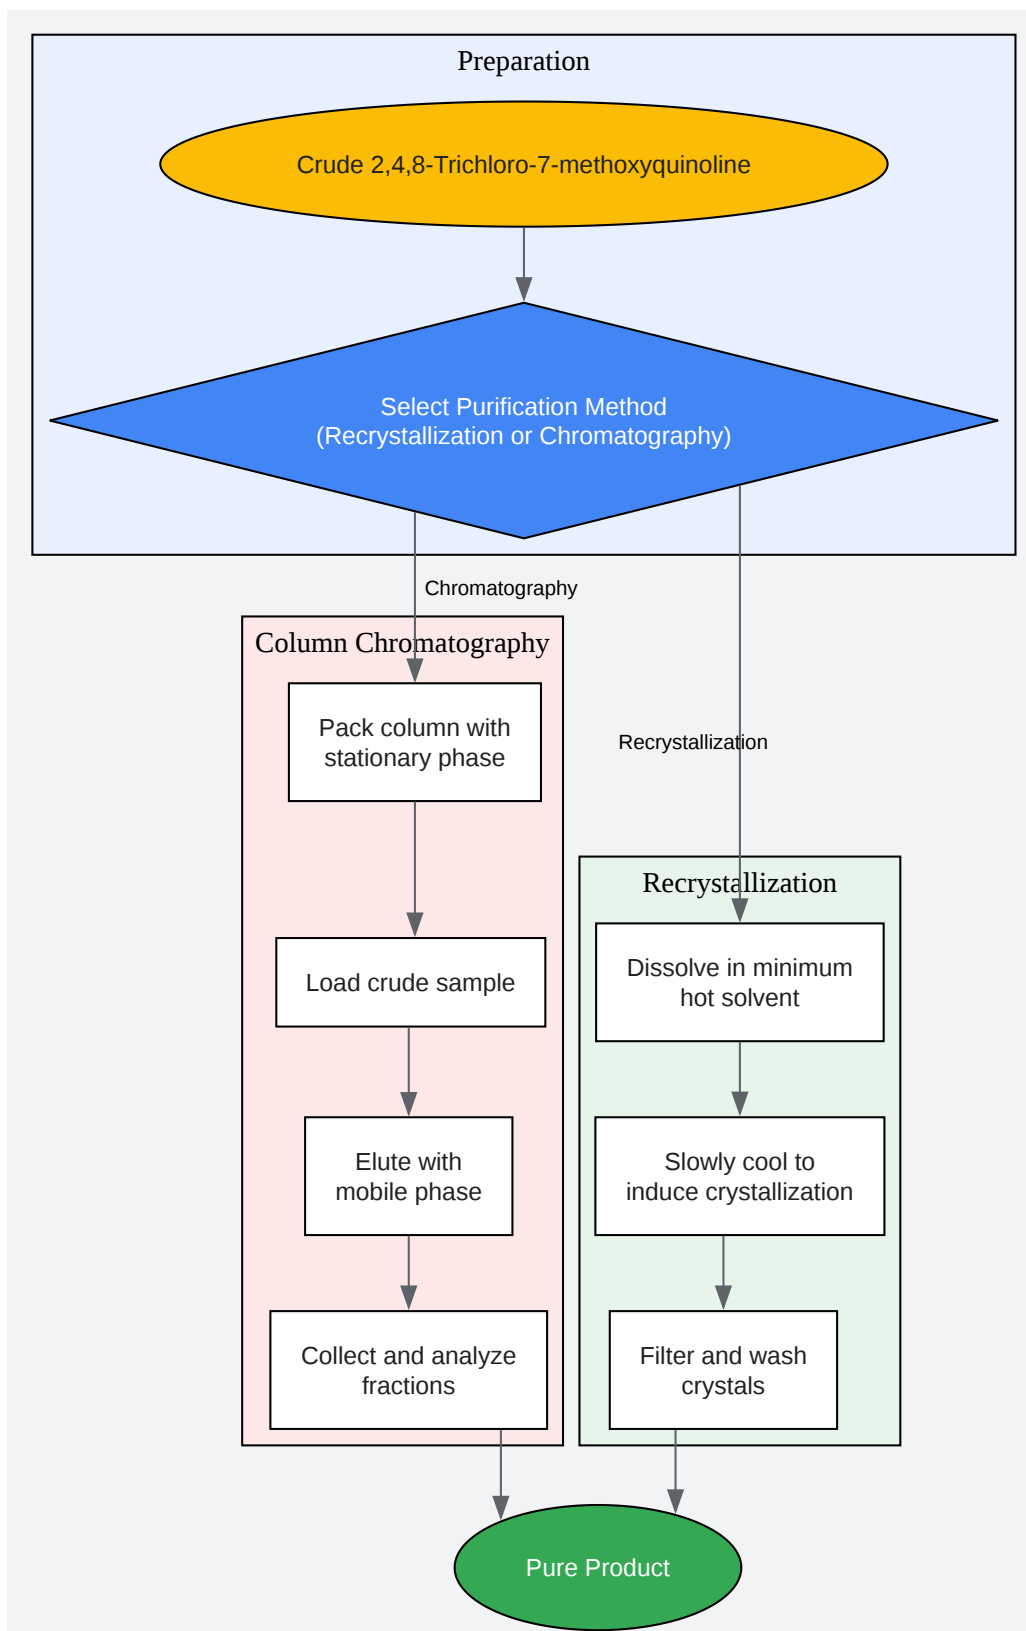 Preparation
Crude 2,4,8-Trichloro-7-methoxyquinoline
Select Purification Method
(Recrystallization or Chromatography)
Chromatography
Column Chromatography
Pack column with
stationary phase
Load crude sample
Elute with
mobile phase
Collect and analyze
fractions
Recrystallization
Recrystallization
Dissolve in minimum
hot solvent
Slowly cool to
induce crystallization
Filter and wash
crystals
Pure Product